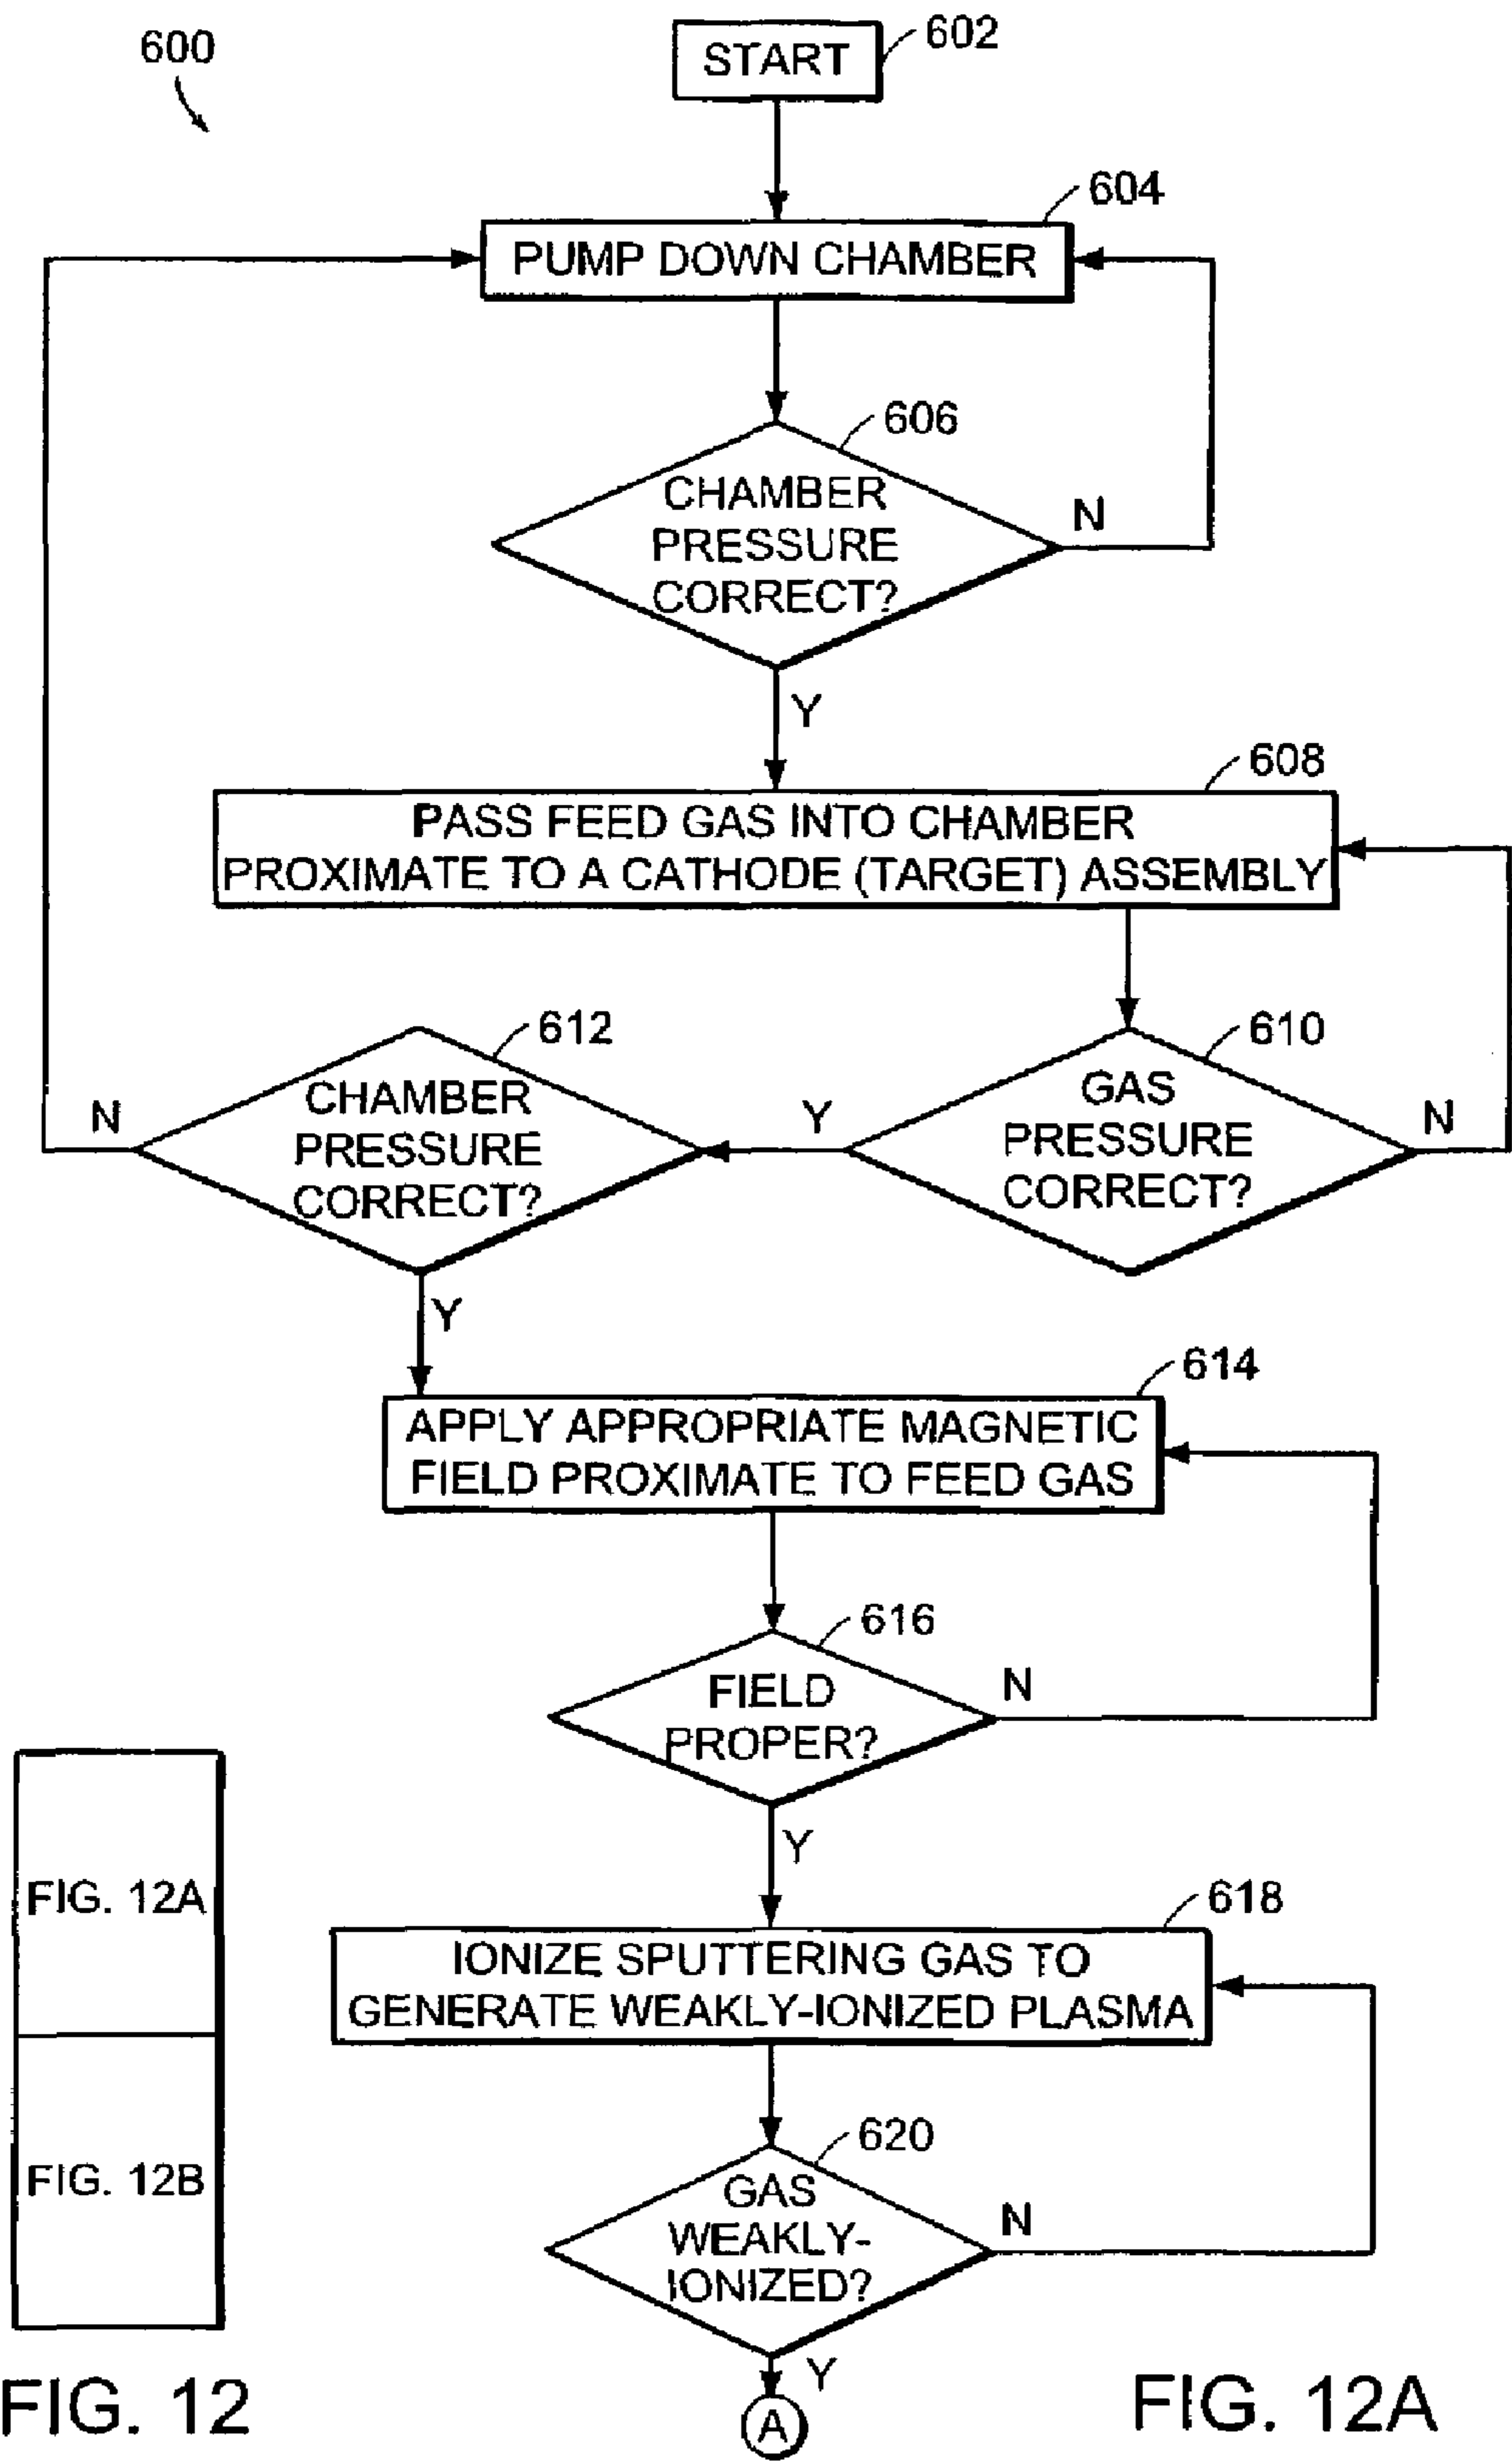 600
START
602
604
PUMP DOWN CHAMBER
606
CHAMBER
PRESSURE
CORRECT?
N
Y
608
PASS FEED GAS INTO CHAMBER
PROXIMATE TO A CATHODE (TARGET) ASSEMBLY
612
CHAMBER
PRESSURE
CORRECT?
N
Y
610
GAS
PRESSURE
CORRECT?
N
Y
614
APPLY APPROPRIATE MAGNETIC
FIELD PROXIMATE TO FEED GAS
616
FIELD
PROPER?
N
Y
618
IONIZE SPUTTERING GAS TO
GENERATE WEAKLY-IONIZED PLASMA
620
GAS
WEAKLY-
IONIZED?
N
Y
A
FIG. 12A
FIG. 12B
FIG. 12
FIG. 12A